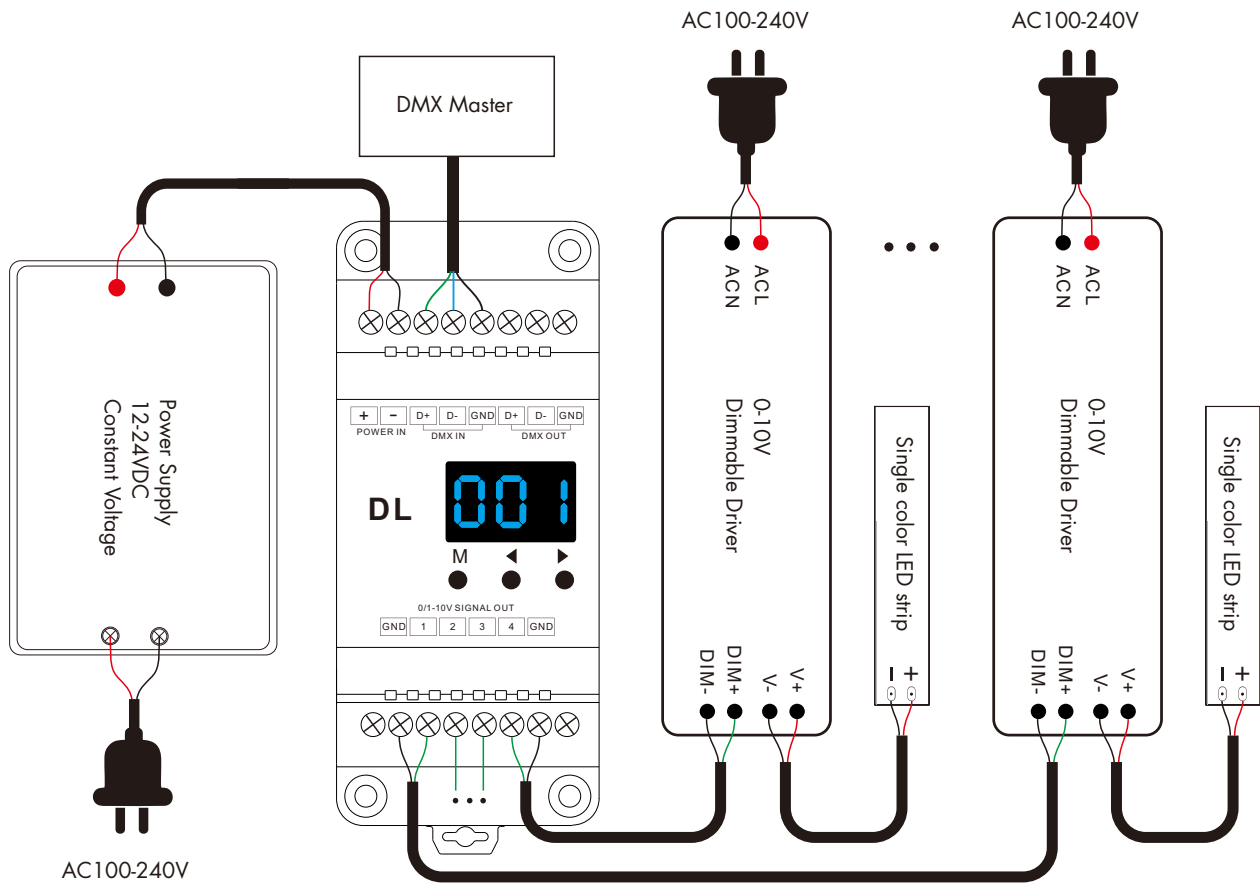 AC100-240V
AC100-240V
DMX Master
ACN
ACL
ACN
ACL
Power Supply
12-24VDC
Constant Voltage
+ - D+ D- GND D+ D- GND
POWER IN
DMX IN
DMX OUT
DL
001
M ◀ ▶
0/1-10V SIGNAL OUT
GND 1 2 3 4 GND
0-10V
Dimmable Driver
DIM-
DIM+
V-
V+
Single color LED strip
- +
0-10V
Dimmable Driver
DIM-
DIM+
V-
V+
Single color LED strip
- +
AC100-240V